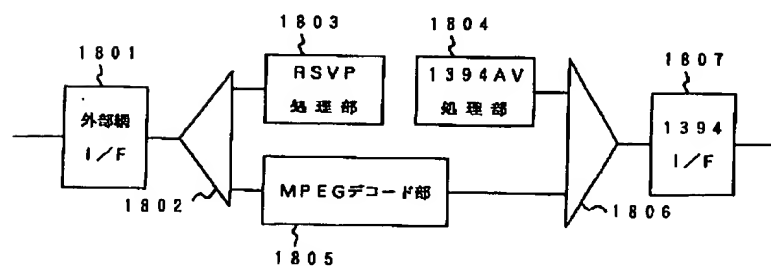 1801
外部網
I/F
1802
1803
RSVP
処理部
1804
1394AV
処理部
MPEGデコード部
1805
1806
1807
1394
I/F